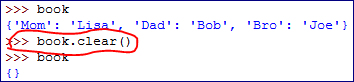 >>> book
{'Mom': 'Lisa', 'Dad': 'Bob', 'Bro': 'Joe'}
>>> book.clear()
>>> book
{}